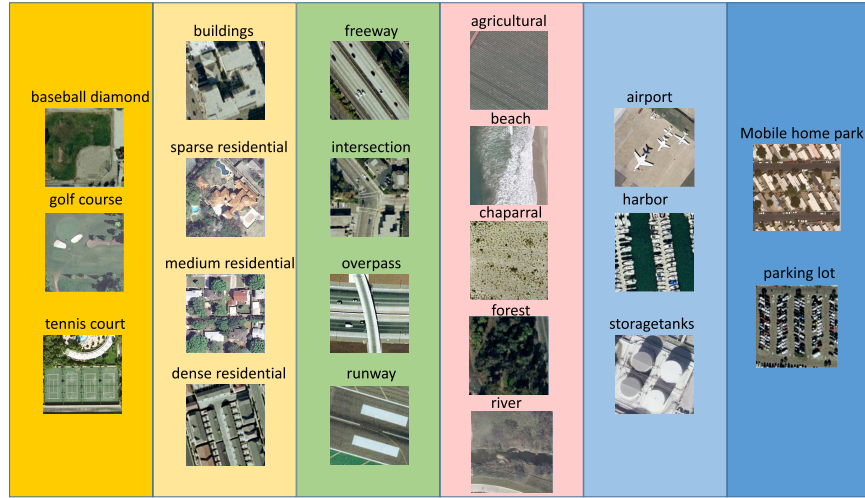 baseball diamond
golf course
tennis court
buildings
sparse residential
medium residential
dense residential
freeway
intersection
overpass
runway
agricultural
beach
chaparral
forest
river
airport
harbor
storagetanks
Mobile home park
parking lot